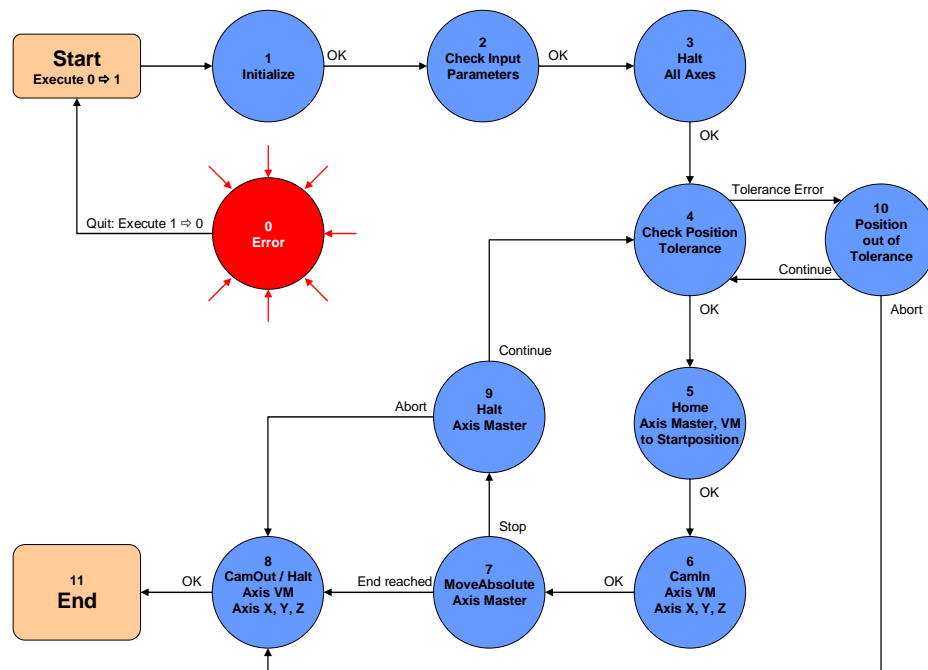 Start
Execute 0 ⇨ 1
1
Initialize
OK
2
Check Input
Parameters
OK
3
Halt
All Axes
OK
Quit: Execute 1 ⇨ 0
0
Error
4
Check Position
Tolerance
Tolerance Error
10
Position
out of
Tolerance
Continue
Abort
OK
Continue
9
Halt
Axis Master
Abort
5
Home
Axis Master, VM
to Startposition
OK
Stop
11
End
OK
8
CamOut / Halt
Axis VM
Axis X, Y, Z
End reached
7
MoveAbsolute
Axis Master
OK
6
CamIn
Axis VM
Axis X, Y, Z